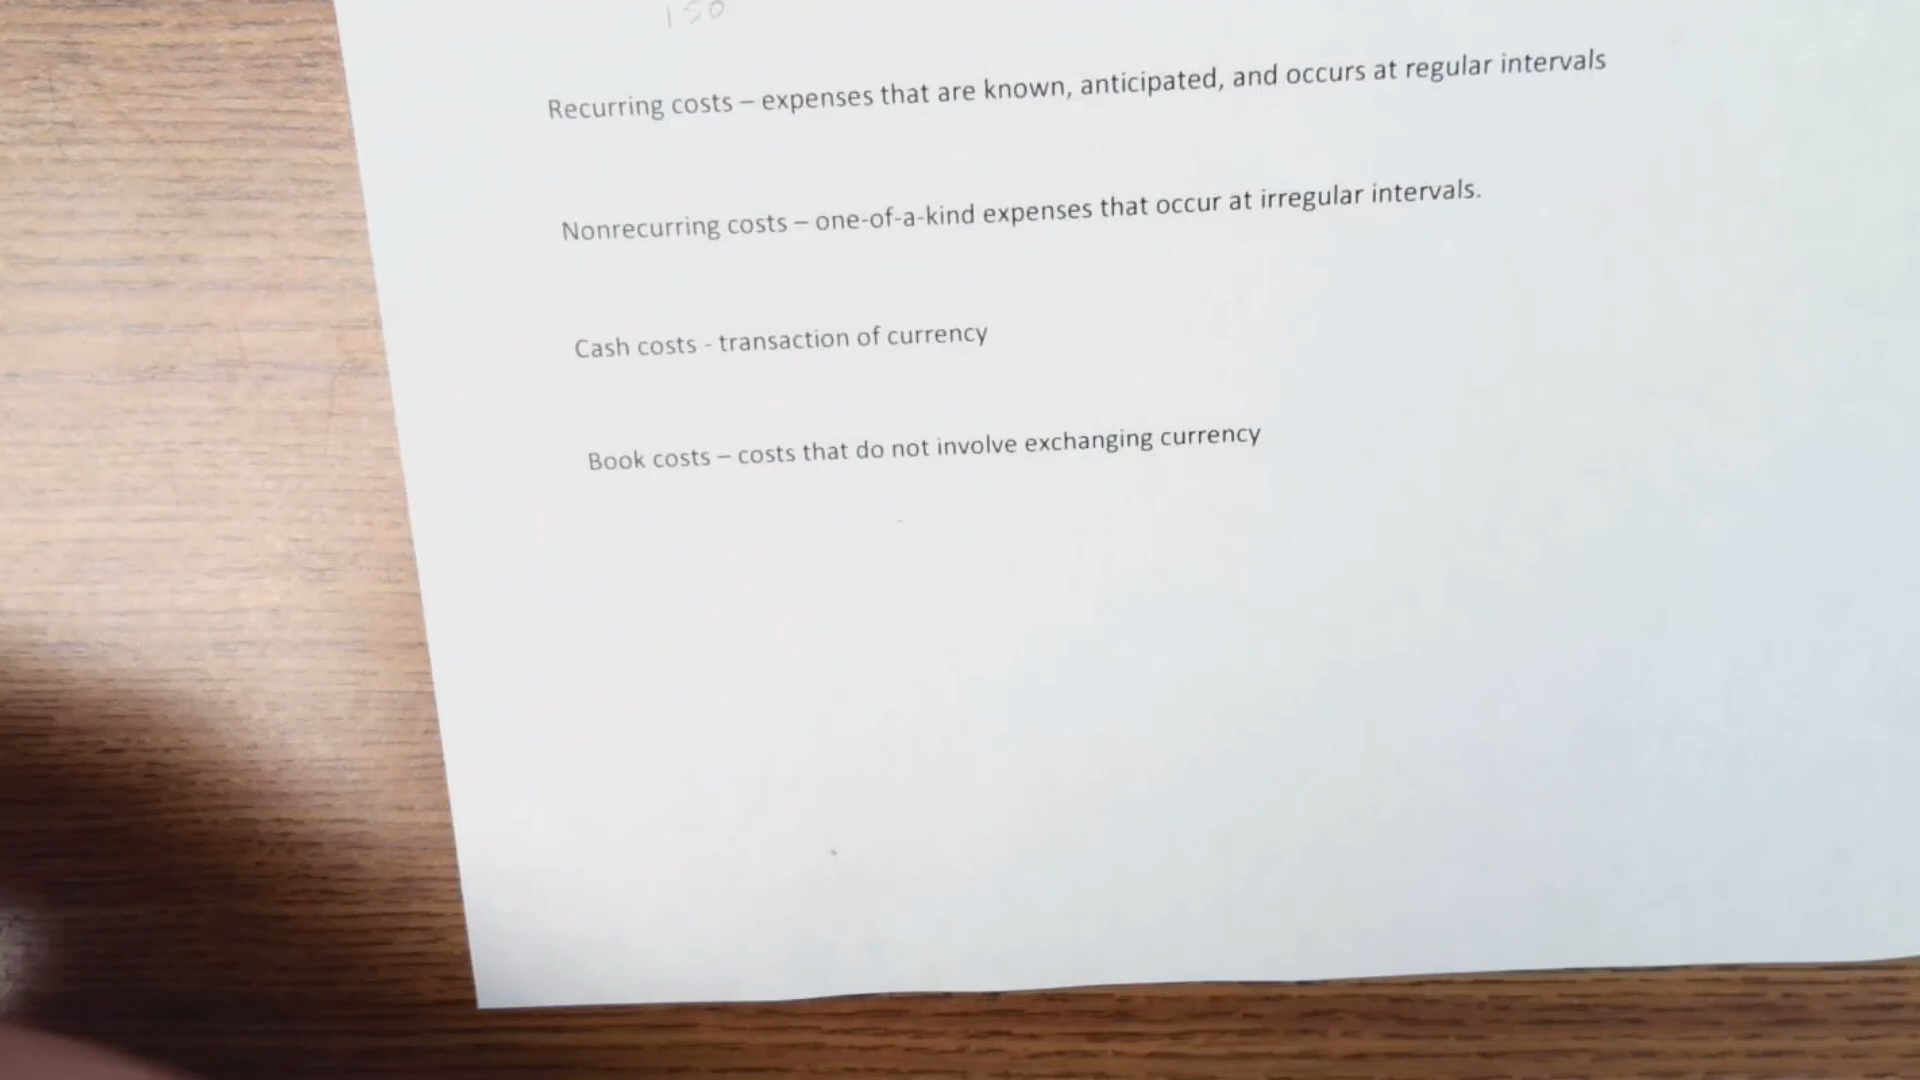 150
Recurring costs – expenses that are known, anticipated, and occurs at regular intervals
Nonrecurring costs – one-of-a-kind expenses that occur at irregular intervals.
Cash costs - transaction of currency
Book costs – costs that do not involve exchanging currency